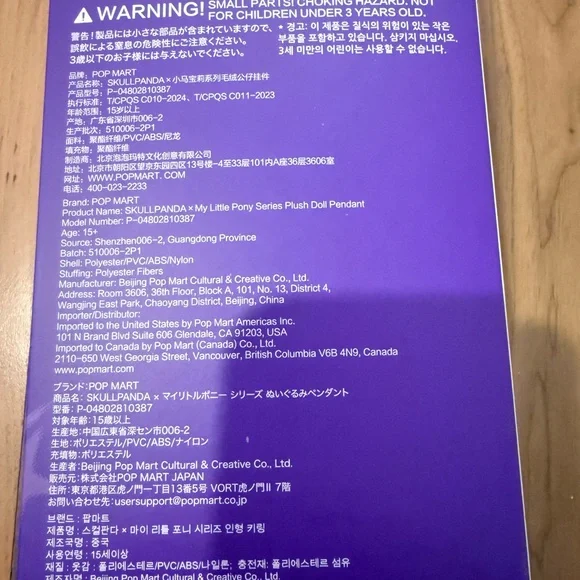 ⚠ WARNING! SMALL PARTS! CHOKING HAZARD. NOT
FOR CHILDREN UNDER 3 YEARS OLD.
警告！製品には小さな部品が含まれていますので、
誤飲による窒息の危険性にご注意ください。
3歳以下のお子様には与えないでください。
* 경고: 이 제품은 질식의 위험이 있는 작은
부품을 포함하고 있습니다. 삼키지 마십시오.
3세 미만의 어린이는 사용할 수 없습니다.
品牌：POP MART
产品名称：SKULLPANDA×小马宝莉系列毛绒公仔挂件
产品型号：P-04802810387
执行标准：T/CPQS C010-2024、T/CPQS C011-2023
年龄范围：15岁以上
产地：广东省深圳市006-2
生产批次：510006-2P1
面料：聚酯纤维/PVC/ABS/尼龙
填充物：聚酯纤维
制造商：北京泡泡玛特文化创意有限公司
地址：北京市朝阳区望京东园四区13号楼-4至33层101内A座36层3606室
网址：WWW.POPMART.COM
电话：400-023-2233
Brand: POP MART
Product Name: SKULLPANDA×My Little Pony Series Plush Doll Pendant
Model Number: P-04802810387
Age: 15+
Source: Shenzhen006-2, Guangdong Province
Batch: 510006-2P1
Shell: Polyester/PVC/ABS/Nylon
Stuffing: Polyester Fibers
Manufacturer: Beijing Pop Mart Cultural & Creative Co., Ltd.
Address: Room 3606, 36th Floor, Block A, 101, No. 13, District 4,
Wangjing East Park, Chaoyang District, Beijing, China
Importer/Distributor:
Imported to the United States by Pop Mart Americas Inc.
101 N Brand Blvd Suite 606 Glendale, CA 91203, USA
Imported to Canada by Pop Mart (Canada) Co., Ltd.
2110-650 West Georgia Street, Vancouver, British Columbia V6B 4N9, Canada
www.popmart.com
ブランド：POP MART
商品名：SKULLPANDA × マイリトルポニー シリーズ ぬいぐるみペンダント
型番：P-04802810387
対象年齢：15歳以上
生産地：中国広東省深セン市006-2
生地：ポリエステル/PVC/ABS/ナイロン
充填物：ポリエステル
生産者：Beijing Pop Mart Cultural & Creative Co., Ltd.
販売元：株式会社POP MART JAPAN
住所：東京都港区虎ノ門一丁目13番5号 VORT虎ノ門Ⅱ 7階
お問い合わせ先：usersupport@popmart.co.jp
브랜드 : 팝마트
제품명 : 스컬판다 × 마이 리틀 포니 시리즈 인형 키링
제조국명 : 중국
사용연령 : 15세이상
재질 : 겉감 : 폴리에스테르/PVC/ABS/나일론; 충전재: 폴리에스테르 섬유
제조자명 : Beijing Pop Mart Cultural & Creative Co., Ltd.